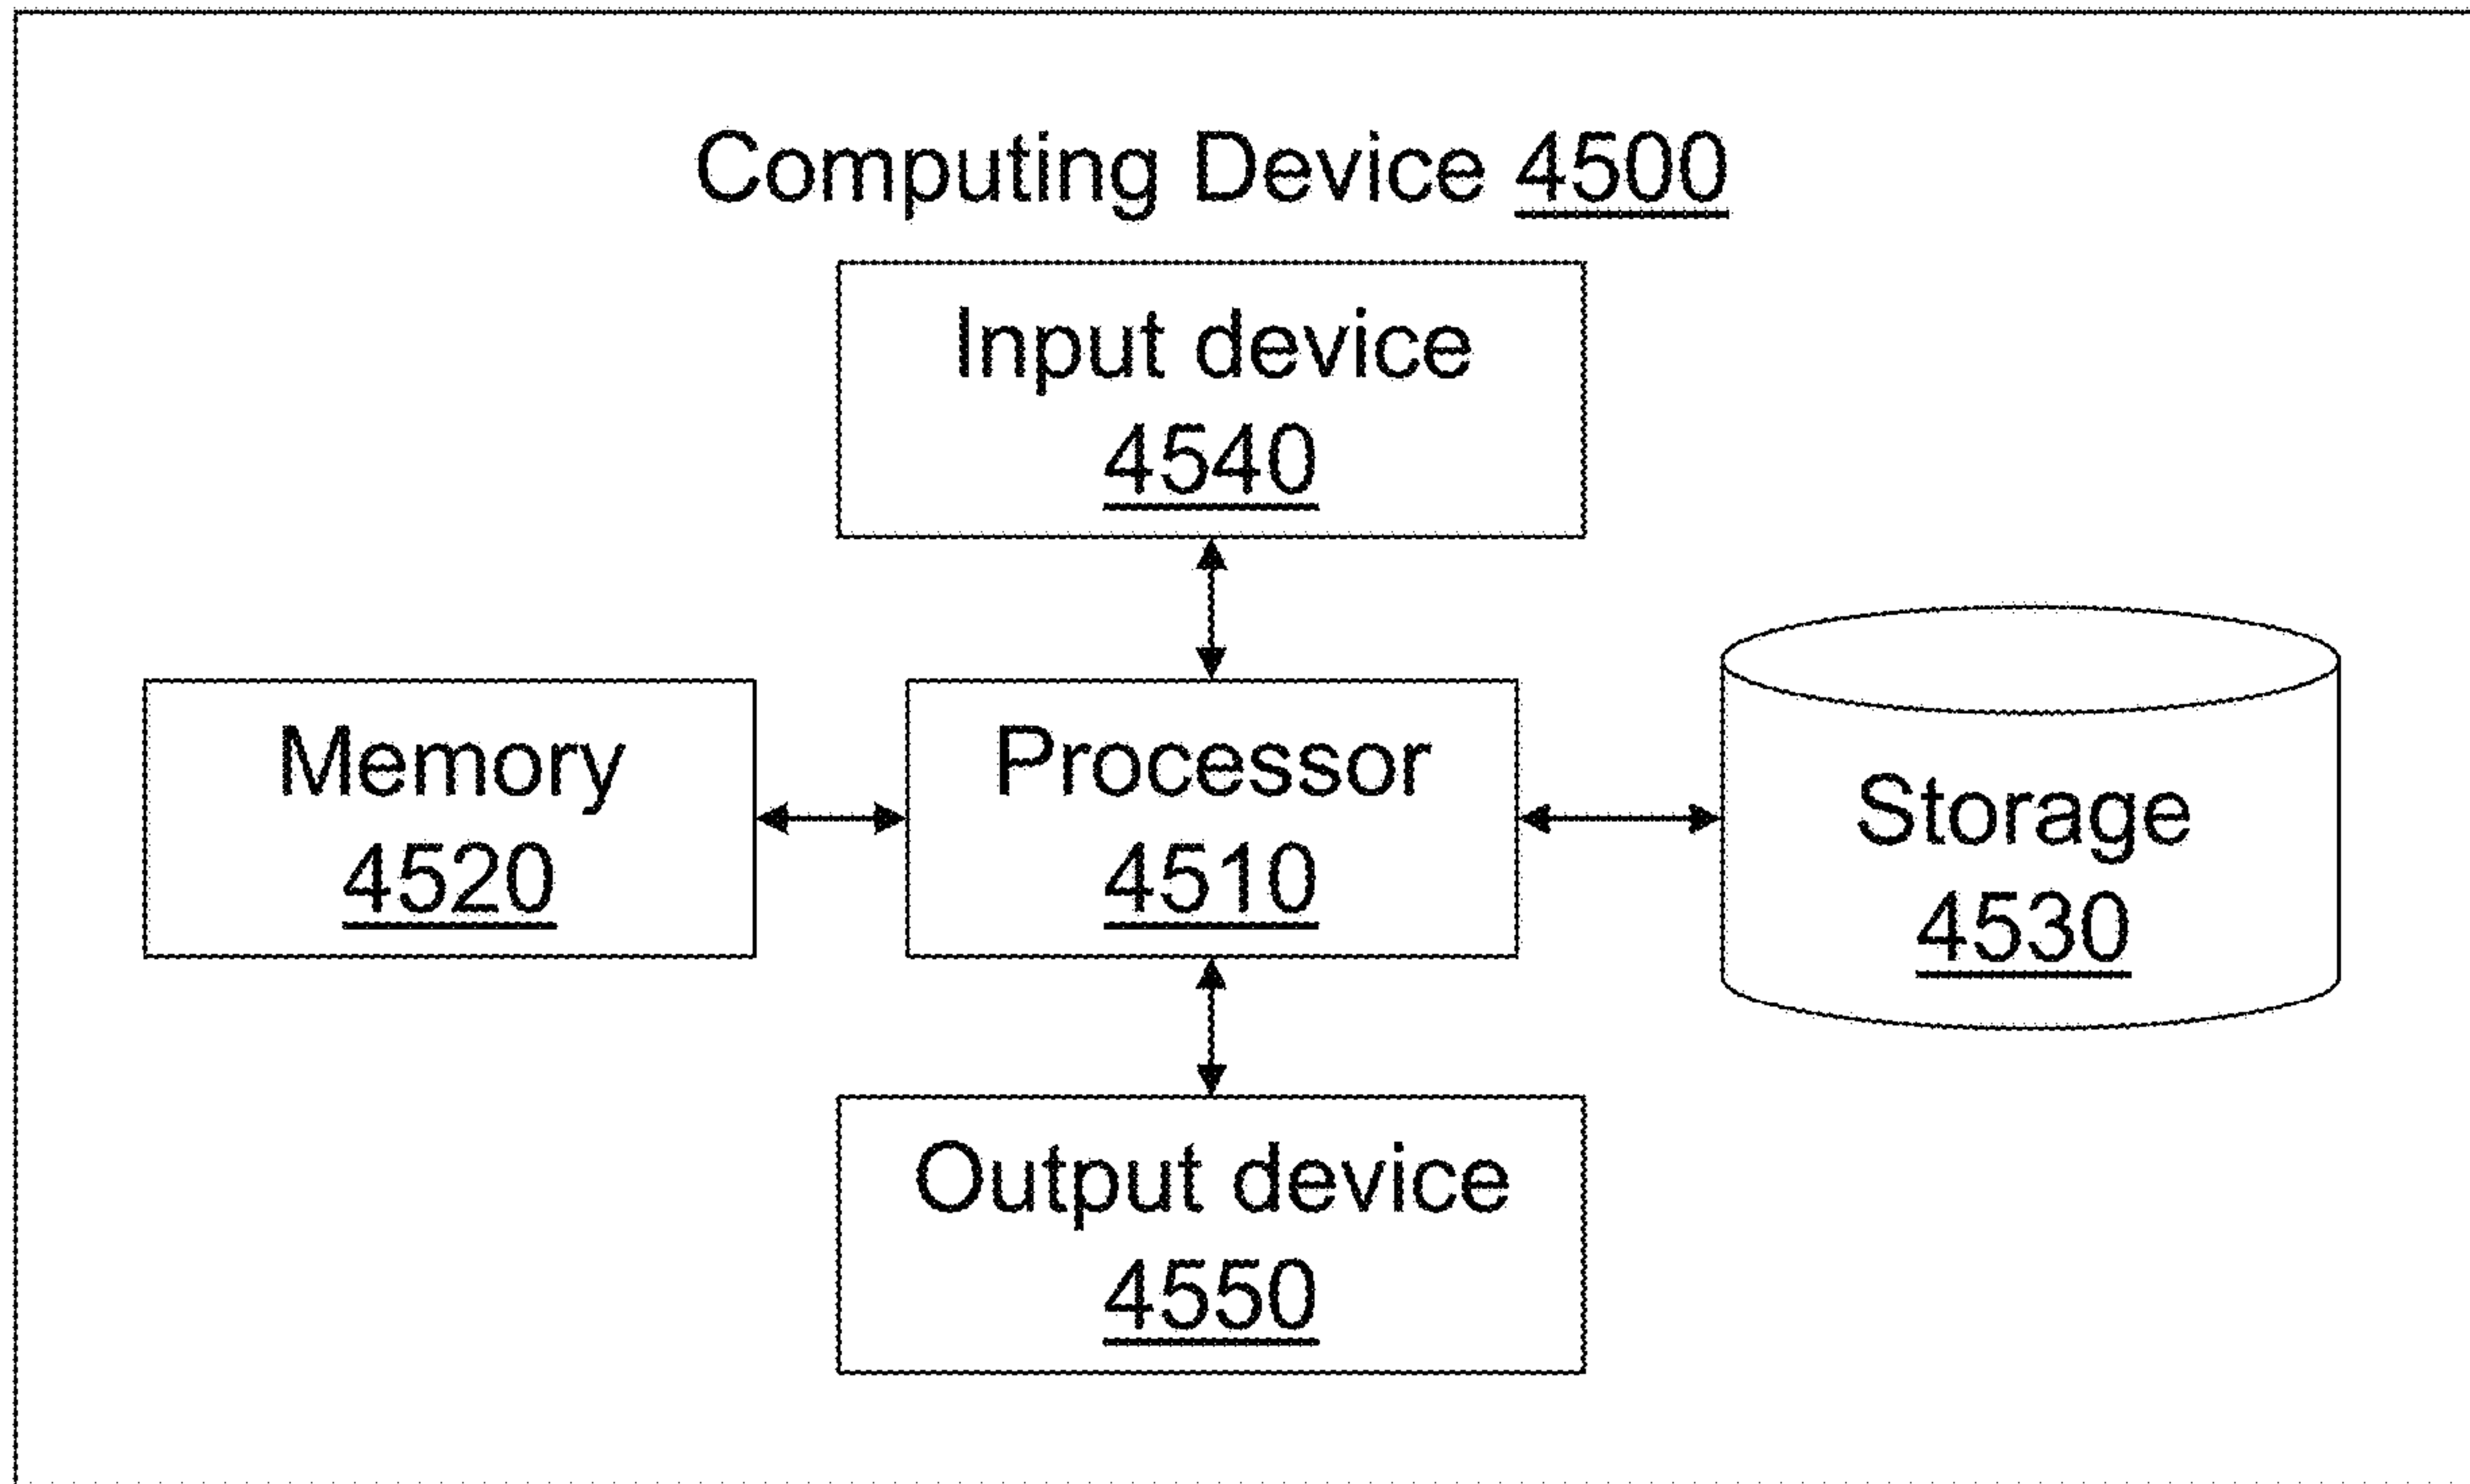 Computing Device 4500
Input device
4540
Memory
4520
Processor
4510
Storage
4530
Output device
4550